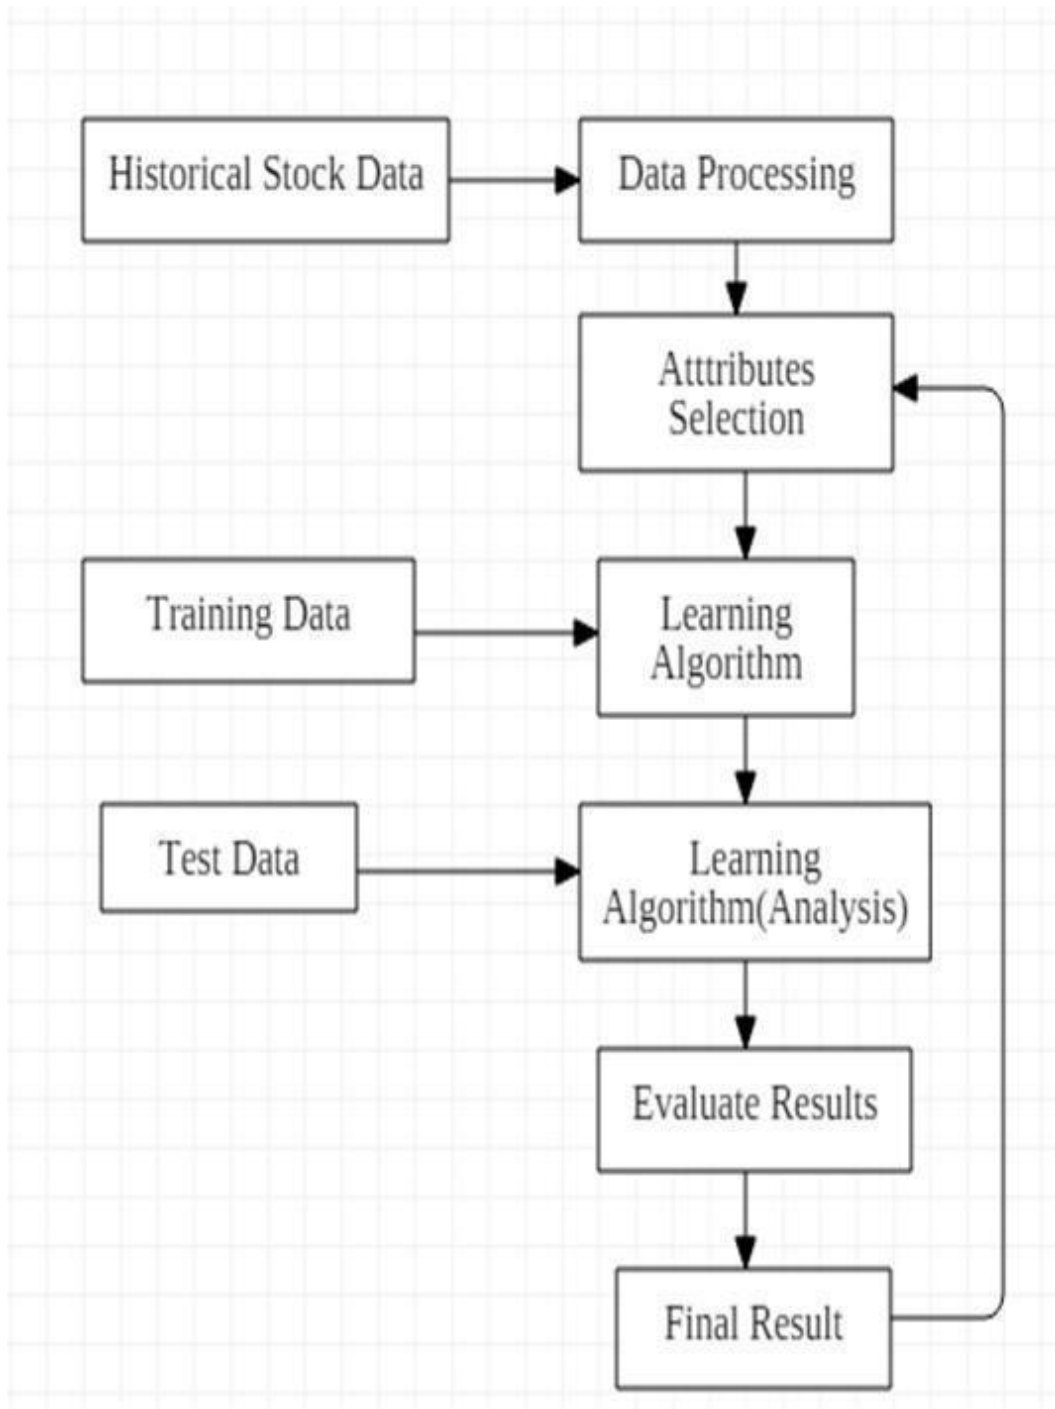 Historical Stock Data
Data Processing
Atttributes
Selection
Training Data
Learning
Algorithm
Test Data
Learning
Algorithm(Analysis)
Evaluate Results
Final Result